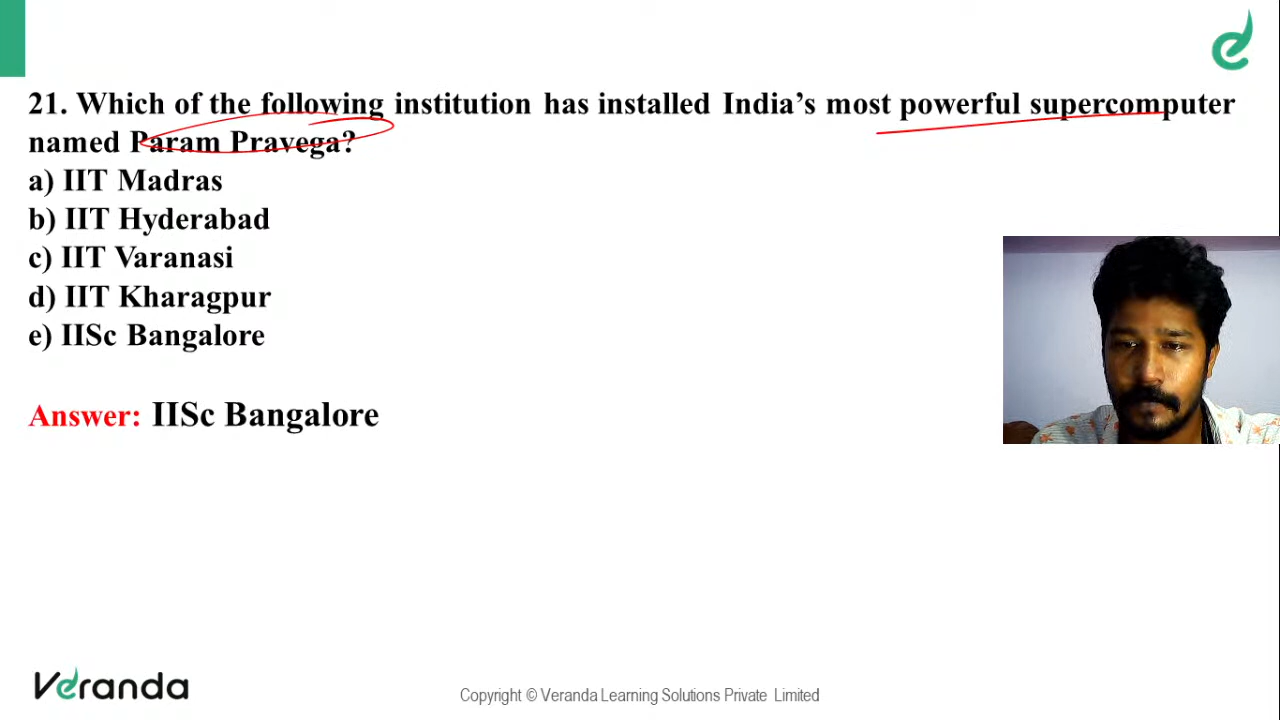 21. Which of the following institution has installed India’s most powerful supercomputer
named Param Pravega?
a) IIT Madras
b) IIT Hyderabad
c) IIT Varanasi
d) IIT Kharagpur
e) IISc Bangalore
Answer: IISc Bangalore
Veranda
Copyright © Veranda Learning Solutions Private Limited